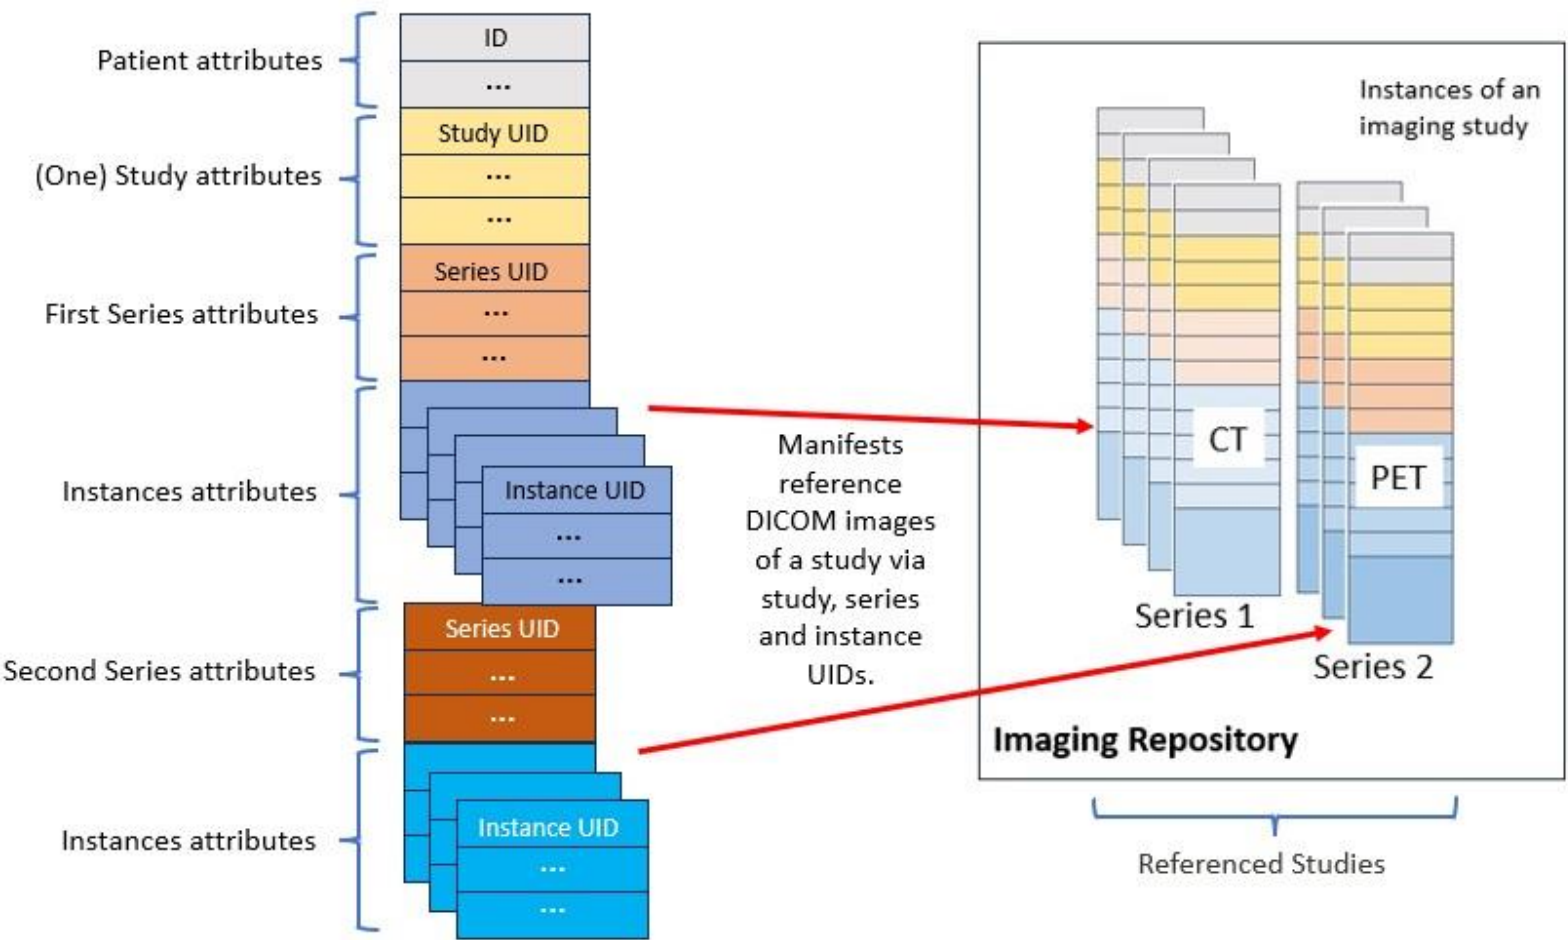 Patient attributes
ID
...
(One) Study attributes
Study UID
...
...
First Series attributes
Series UID
...
...
Instances attributes
Instance UID
...
...
Second Series attributes
Series UID
...
...
Instances attributes
Instance UID
...
...
Manifests
reference
DICOM images
of a study via
study, series
and instance
UIDs.
Instances of an
imaging study
CT
PET
Series 1
Series 2
Imaging Repository
Referenced Studies